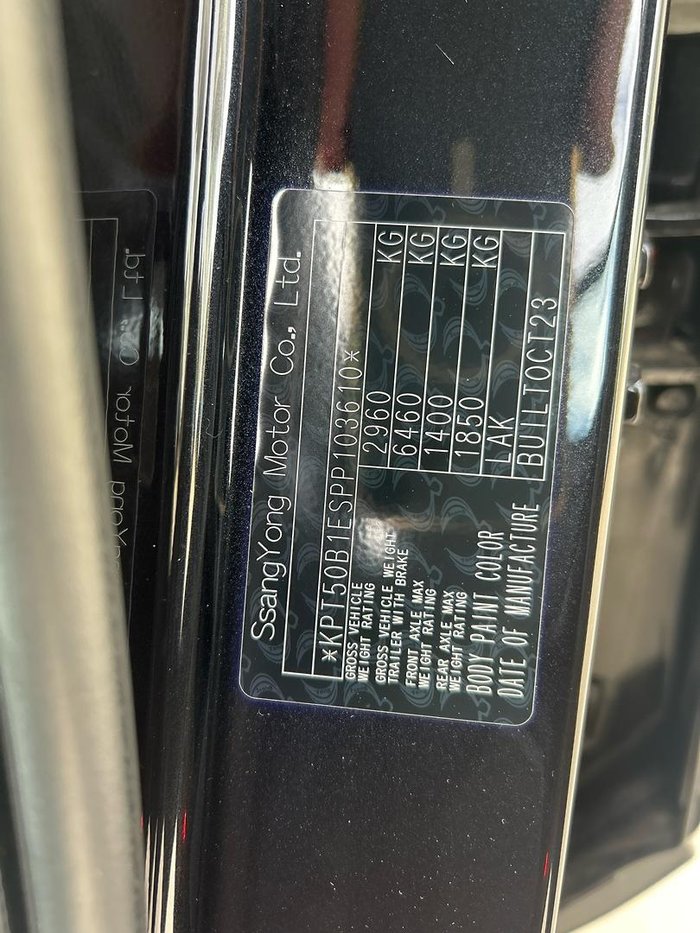 SsangYong Motor Co., Ltd.
*KPT50B1ESPP103610*
GROSS VEHICLE
WEIGHT RATING 2960 KG
GROSS VEHICLE WEIGHT
TRAILER WITH BRAKE 6460 KG
FRONT AXLE MAX
WEIGHT RATING 1400 KG
REAR AXLE MAX
WEIGHT RATING 1850 KG
BODY PAINT COLOR LAK
DATE OF MANUFACTURE BUILTOCT23